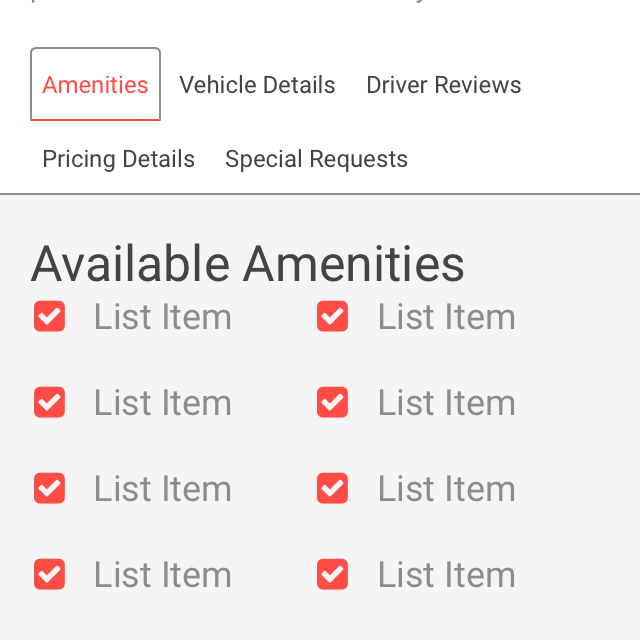 Amenities Vehicle Details Driver Reviews
Pricing Details Special Requests
Available Amenities
List Item List Item
List Item List Item
List Item List Item
List Item List Item